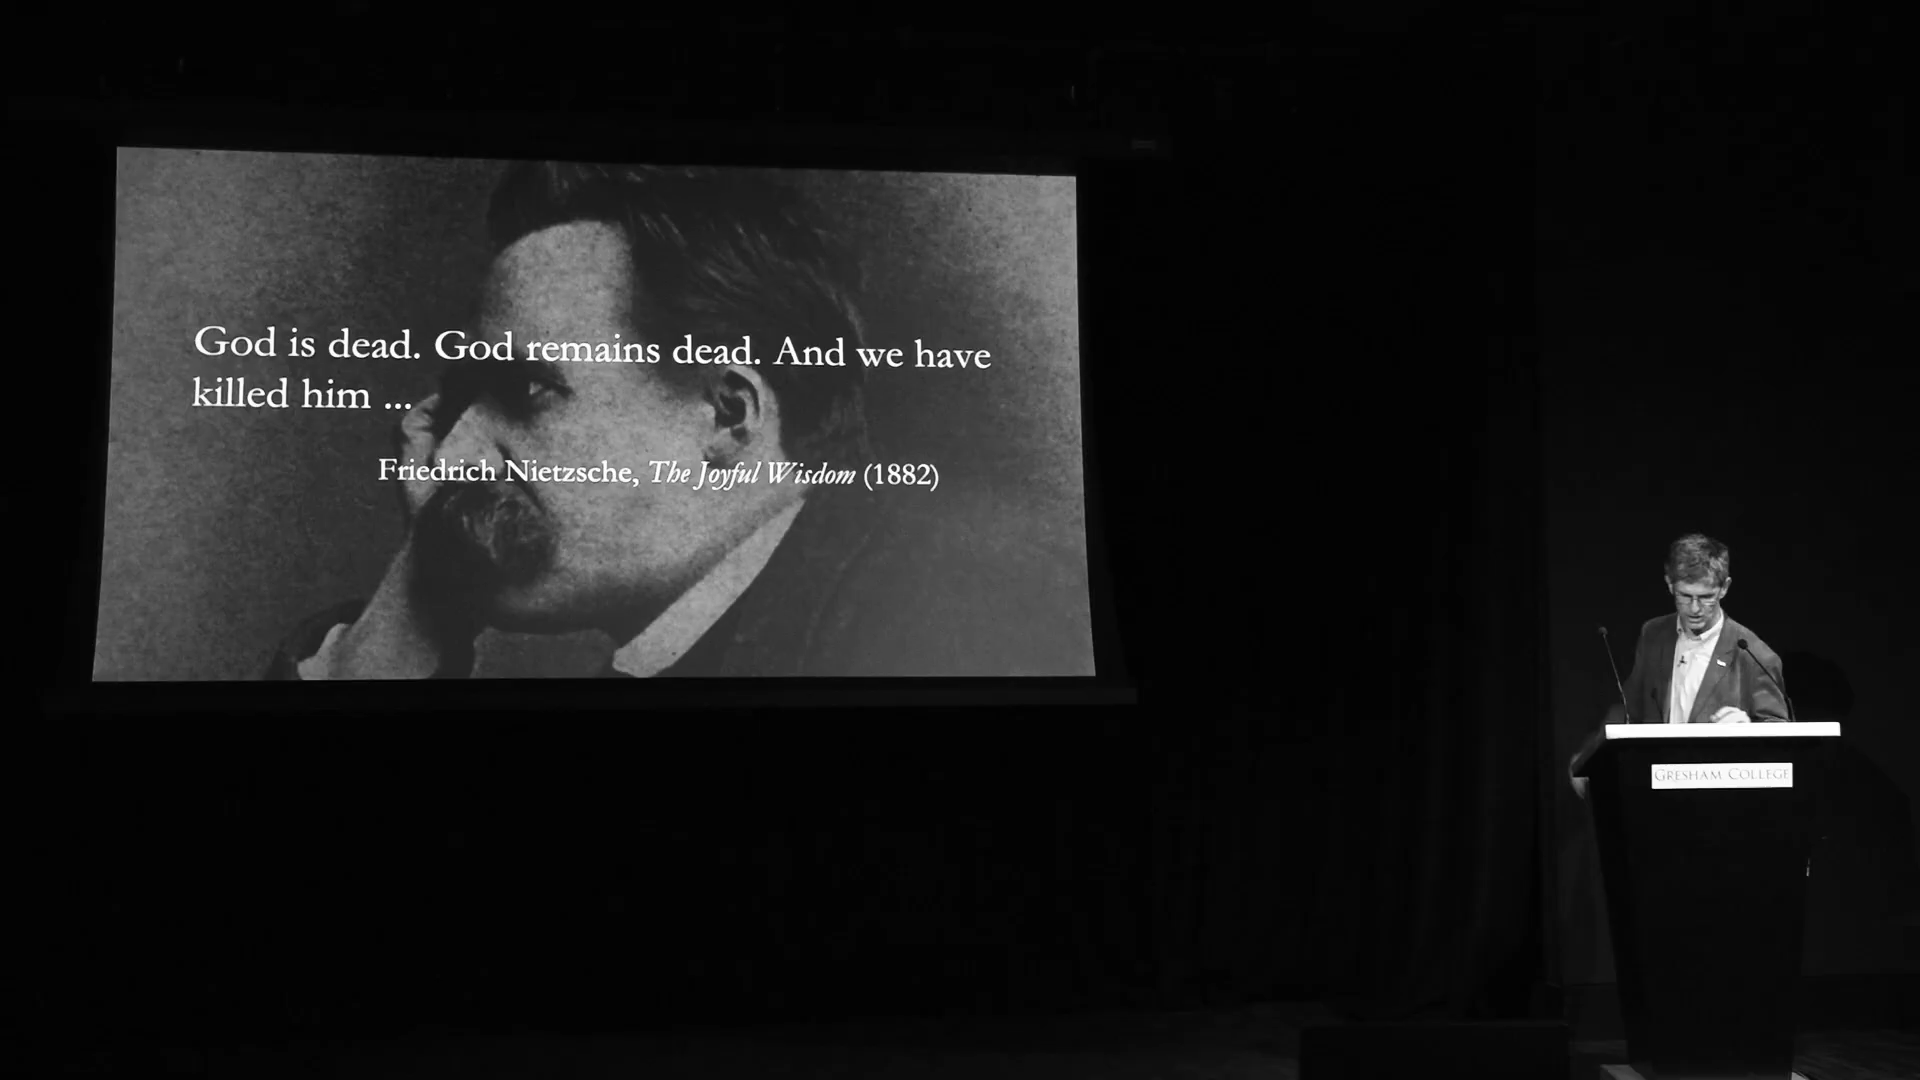 God is dead. God remains dead. And we have
killed him ...
Friedrich Nietzsche, The Joyful Wisdom (1882)
GRESHAM COLLEGE